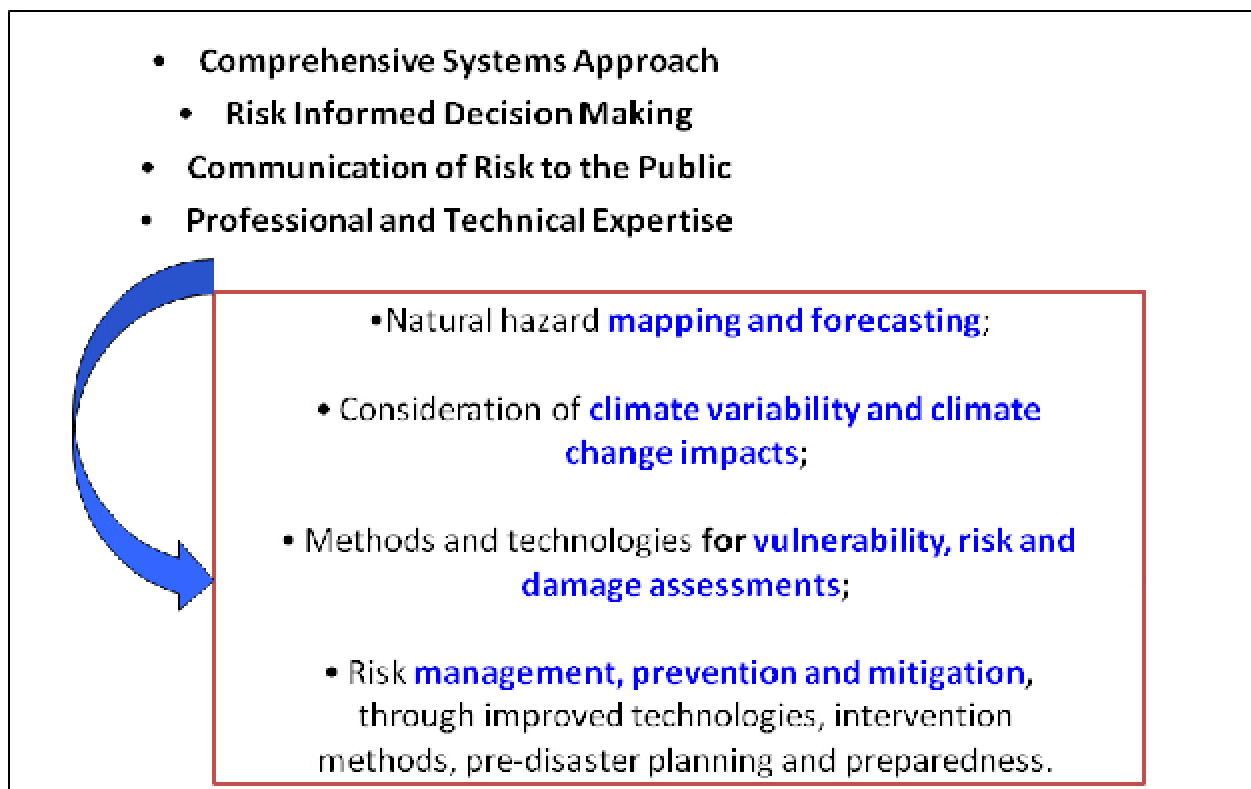 • Comprehensive Systems Approach
• Risk Informed Decision Making
• Communication of Risk to the Public
• Professional and Technical Expertise
•Natural hazard mapping and forecasting;
• Consideration of climate variability and climate
change impacts;
• Methods and technologies for vulnerability, risk and
damage assessments;
• Risk management, prevention and mitigation,
through improved technologies, intervention
methods, pre-disaster planning and preparedness.